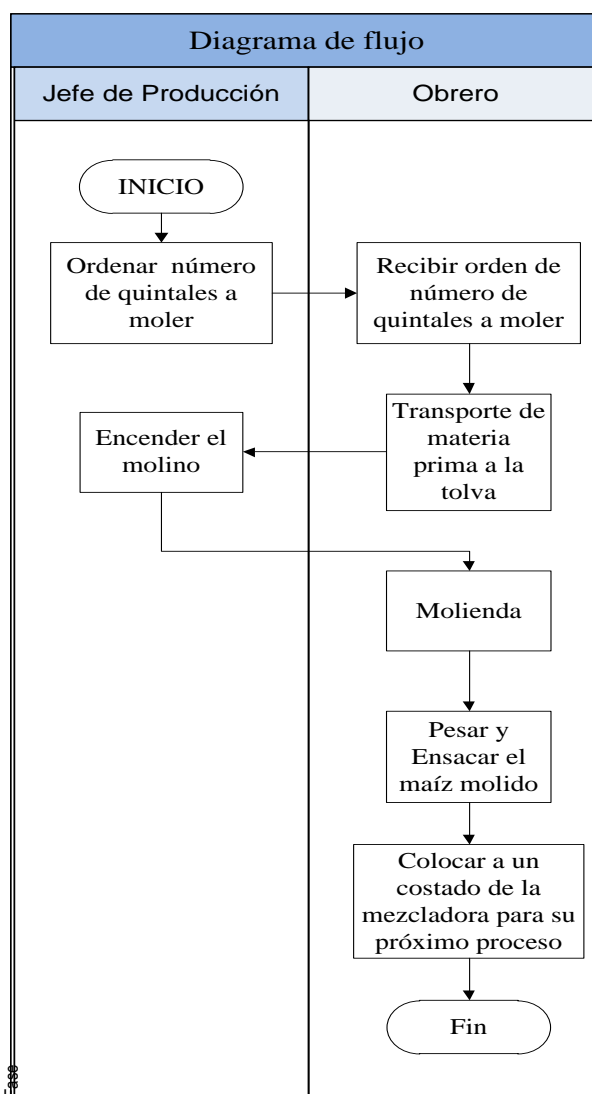 Diagrama de flujo
Jefe de Producción
Obrero
INICIO
Ordenar número
de quintales a
moler
Recibir orden de
número de
quintales a moler
Transporte de
materia
prima a la
tolva
Encender el
molino
Molienda
Pesar y
Ensacar el
maíz molido
Colocar a un
costado de la
mezcladora para su
próximo proceso
Fin
Fase